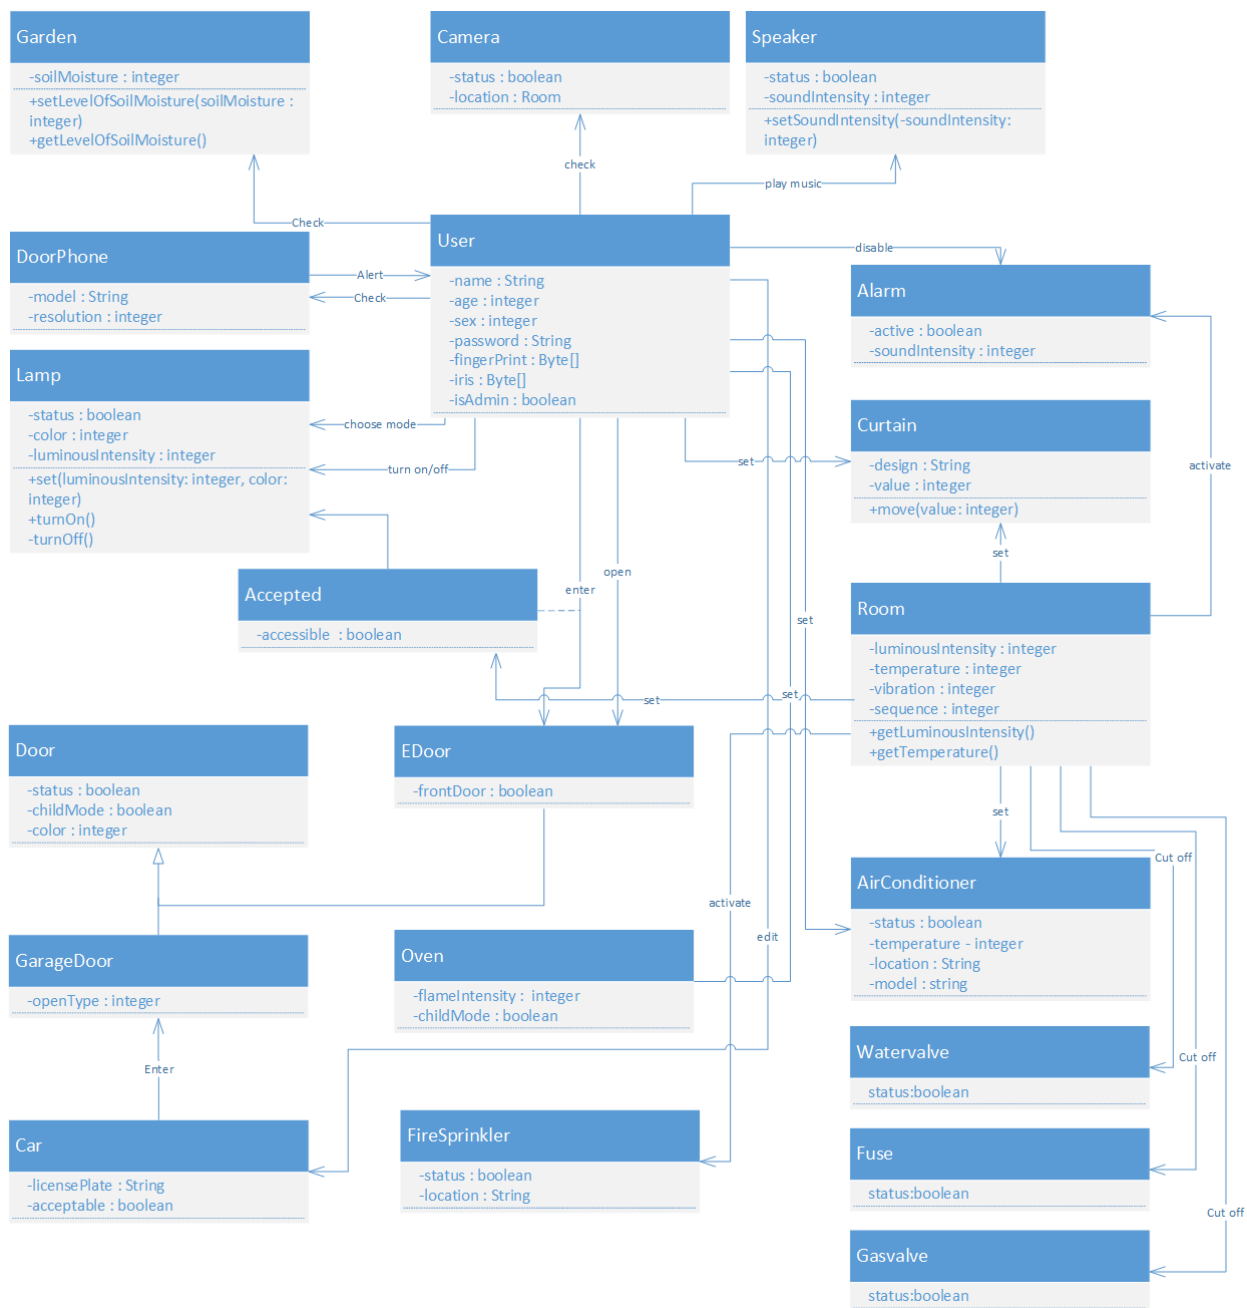 Garden
-soilMoisture : integer
+setLevelOfSoilMoisture(soilMoisture :
integer)
+getLevelOfSoilMoisture()
Camera
-status : boolean
-location : Room
Speaker
-status : boolean
-soundIntensity : integer
+setSoundIntensity(-soundIntensity:
integer)
check
play music
Check
User
-name : String
-age : integer
-sex : integer
-password : String
-fingerPrint : Byte[]
-iris : Byte[]
-isAdmin : boolean
DoorPhone
-model : String
-resolution : integer
Alert
Check
disable
Alarm
-active : boolean
-soundIntensity : integer
Lamp
-status : boolean
-color : integer
-luminousIntensity : integer
+set(luminousIntensity: integer, color:
integer)
+turnOn()
-turnOff()
choose mode
turn on/off
set
Curtain
-design : String
-value : integer
+move(value: integer)
activate
set
Accepted
-accessible : boolean
enter
open
set
Room
-luminousIntensity : integer
-temperature : integer
-vibration : integer
-sequence : integer
+getLuminousIntensity()
+getTemperature()
set
set
Door
-status : boolean
-childMode : boolean
-color : integer
EDoor
-frontDoor : boolean
set
Cut off
AirConditioner
-status : boolean
-temperature - integer
-location : String
-model : string
activate
edit
GarageDoor
-openType : integer
Oven
-flameIntensity : integer
-childMode : boolean
Enter
Watervalve
status:boolean
Cut off
Car
-licensePlate : String
-acceptable : boolean
FireSprinkler
-status : boolean
-location : String
Fuse
status:boolean
Cut off
Gasvalve
status:boolean